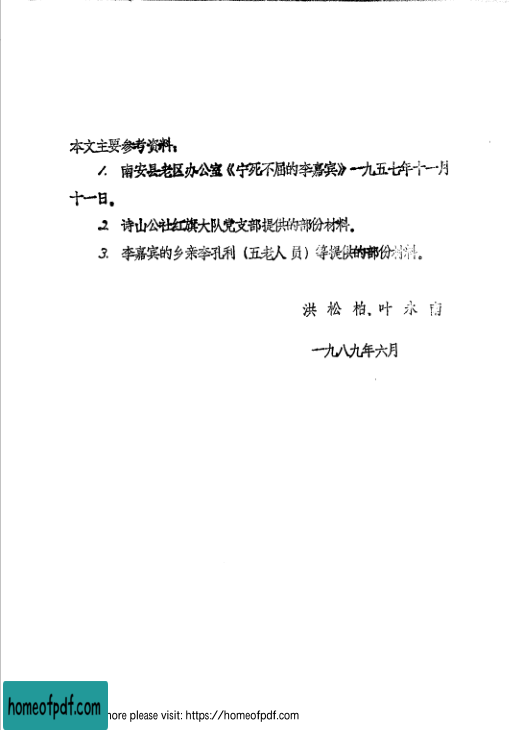 本文主要参考资料：
1. 南安县老区办公室《宁死不屈的李嘉宾》一九五七年十一月
十一日。
2. 诗山公社红旗大队党支部提供的部份材料。
3. 李嘉宾的乡亲李孔利（五老人员）等提供的部份材料。
洪松柏、叶永南
一九八九年六月
homeofpdf.com
more please visit: https://homeofpdf.com